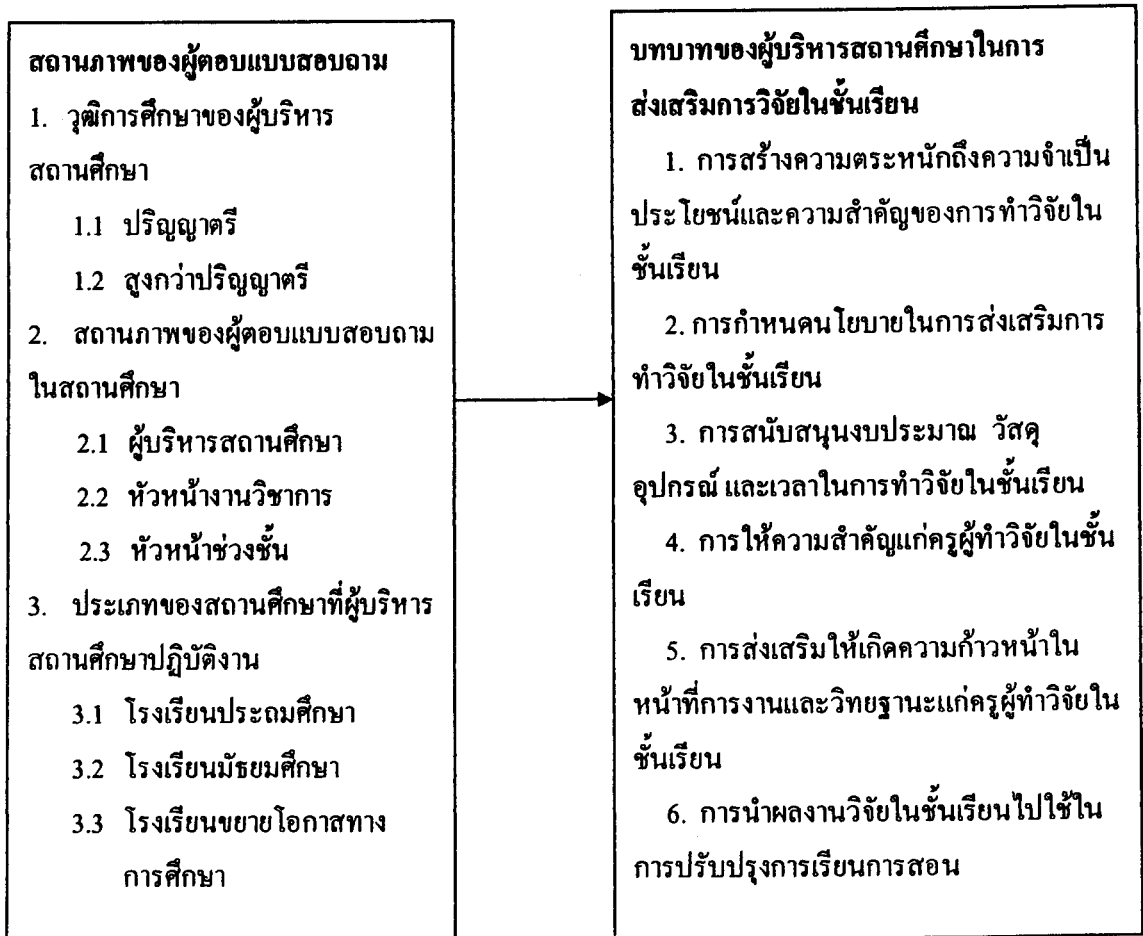 สถานภาพของผู้ตอบแบบสอบถาม
1. วุฒิการศึกษาของผู้บริหาร
สถานศึกษา
1.1 ปริญญาตรี
1.2 สูงกว่าปริญญาตรี
2. สถานภาพของผู้ตอบแบบสอบถาม
ในสถานศึกษา
2.1 ผู้บริหารสถานศึกษา
2.2 หัวหน้างานวิชาการ
2.3 หัวหน้าช่วงชั้น
3. ประเภทของสถานศึกษาที่ผู้บริหาร
สถานศึกษาปฏิบัติงาน
3.1 โรงเรียนประถมศึกษา
3.2 โรงเรียนมัธยมศึกษา
3.3 โรงเรียนขยายโอกาสทาง
การศึกษา
บทบาทของผู้บริหารสถานศึกษาในการ
ส่งเสริมการวิจัยในชั้นเรียน
1. การสร้างความตระหนักถึงความจำเป็น
ประโยชน์และความสำคัญของการทำวิจัยใน
ชั้นเรียน
2. การกำหนดนโยบายในการส่งเสริมการ
ทำวิจัยในชั้นเรียน
3. การสนับสนุนงบประมาณ วัสดุ
อุปกรณ์ และเวลาในการทำวิจัยในชั้นเรียน
4. การให้ความสำคัญแก่ครูผู้ทำวิจัยในชั้น
เรียน
5. การส่งเสริมให้เกิดความก้าวหน้าใน
หน้าที่การงานและวิทยฐานะแก่ครูผู้ทำวิจัยใน
ชั้นเรียน
6. การนำผลงานวิจัยในชั้นเรียนไปใช้ใน
การปรับปรุงการเรียนการสอน